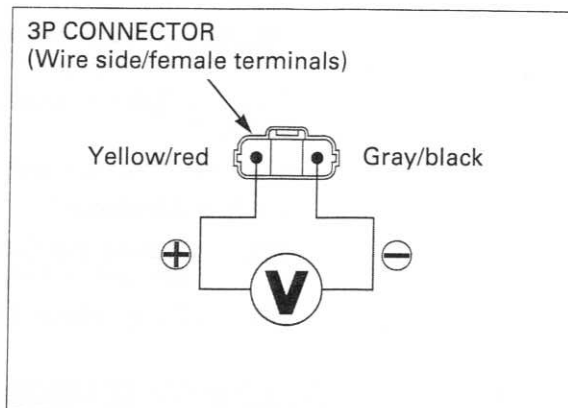 3P CONNECTOR
(Wire side/female terminals)
Yellow/red
Gray/black
+
V
−